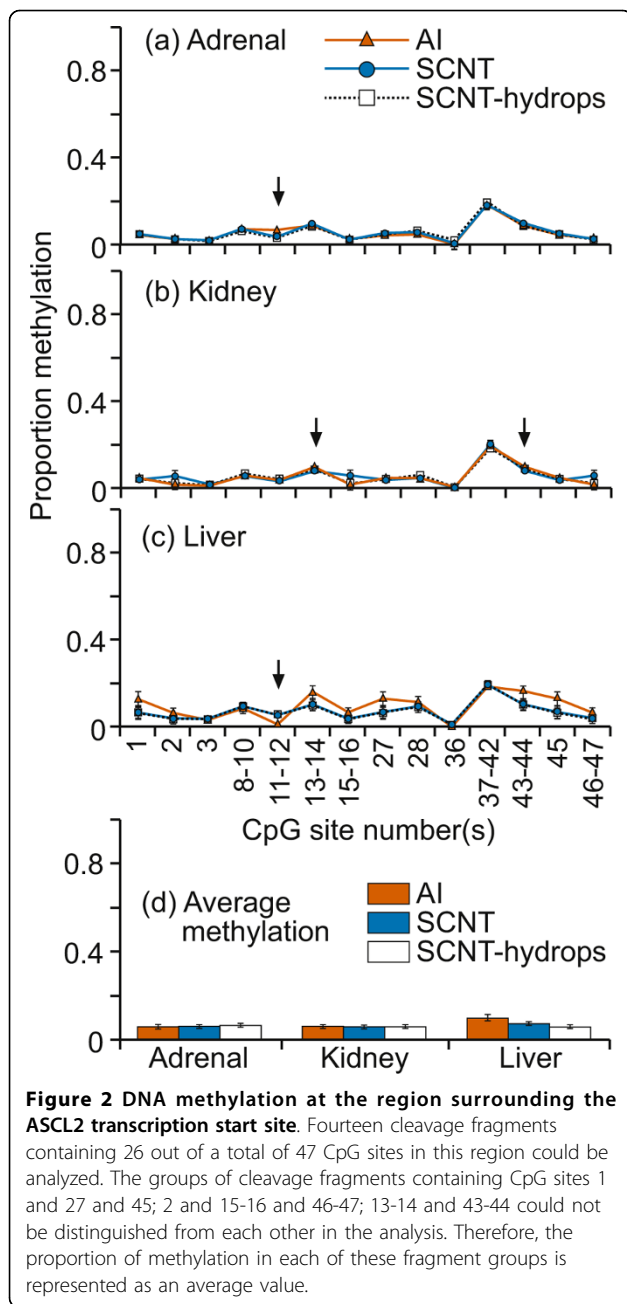 (a) Adrenal
AI
SCNT
SCNT-hydrops
0.8
0.4
0
(b) Kidney
0.8
0.4
0
Proportion methylation
(c) Liver
0.8
0.4
0
1 2 3 8-10 11-12 13-14 15-16 27 28 36 37-42 43-44 45 46-47
CpG site number(s)
(d) Average
methylation
AI
SCNT
SCNT-hydrops
0.8
0.4
0
Adrenal Kidney Liver
Figure 2 DNA methylation at the region surrounding the
ASCL2 transcription start site. Fourteen cleavage fragments
containing 26 out of a total of 47 CpG sites in this region could be
analyzed. The groups of cleavage fragments containing CpG sites 1
and 27 and 45; 2 and 15-16 and 46-47; 13-14 and 43-44 could not
be distinguished from each other in the analysis. Therefore, the
proportion of methylation in each of these fragment groups is
represented as an average value.